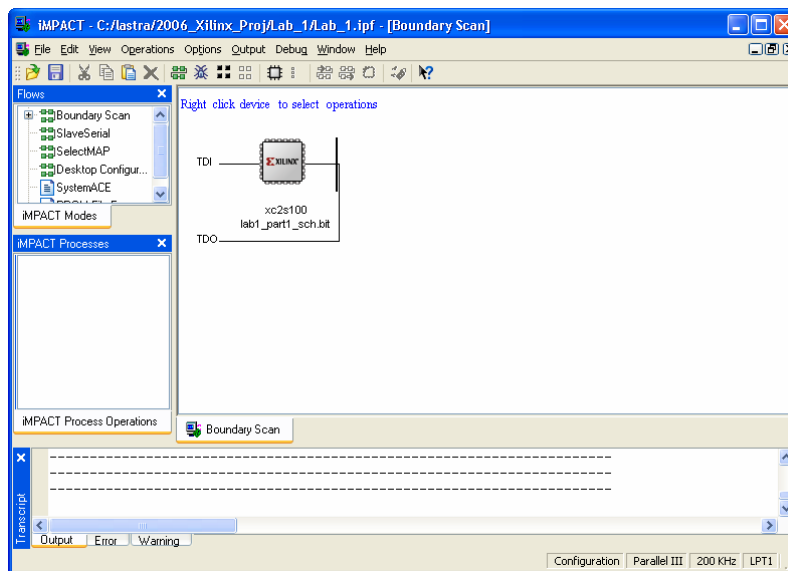 iMPACT - C:/lastra/2006_Xilinx_Proj/Lab_1/Lab_1.ipf - [Boundary Scan]
File Edit View Operations Options Output Debug Window Help
Flows
Boundary Scan
SlaveSerial
SelectMAP
Desktop Configur...
SystemACE
iMPACT Modes
iMPACT Processes
iMPACT Process Operations
Right click device to select operations
TDI
XILINX
xc2s100
lab1_part1_sch.bit
TDO
Boundary Scan
Transcript
Output Error Warning
Configuration Parallel III 200 KHz LPT1